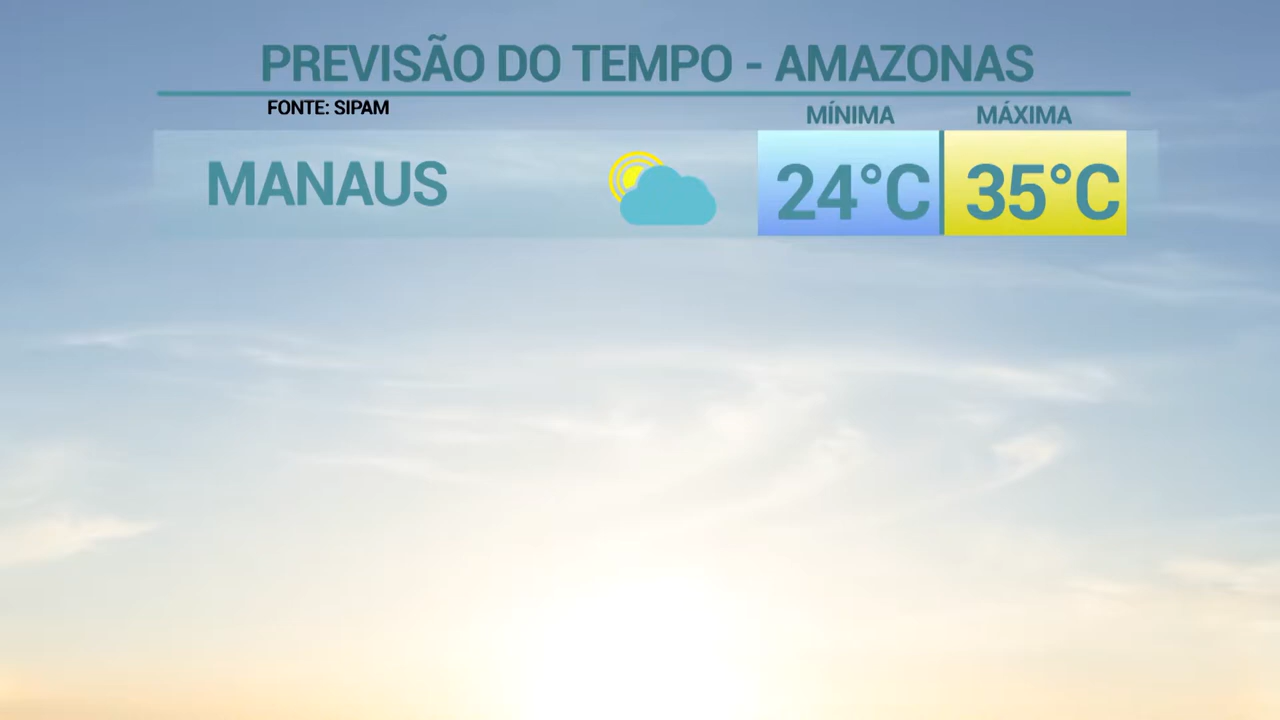 PREVISÃO DO TEMPO - AMAZONAS
FONTE: SIPAM
MÍNIMA MÁXIMA
MANAUS 24°C 35°C